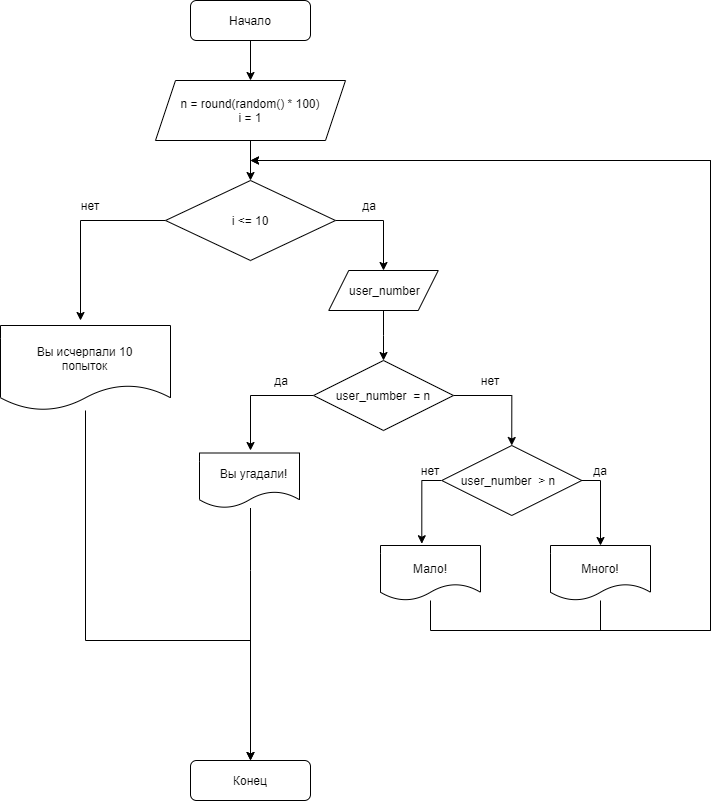 Начало
n = round(random() * 100)
i = 1
нет
да
i <= 10
user_number
Вы исчерпали 10
попыток
да
нет
user_number = n
Вы угадали!
нет
да
user_number > n
Мало!
Много!
Конец